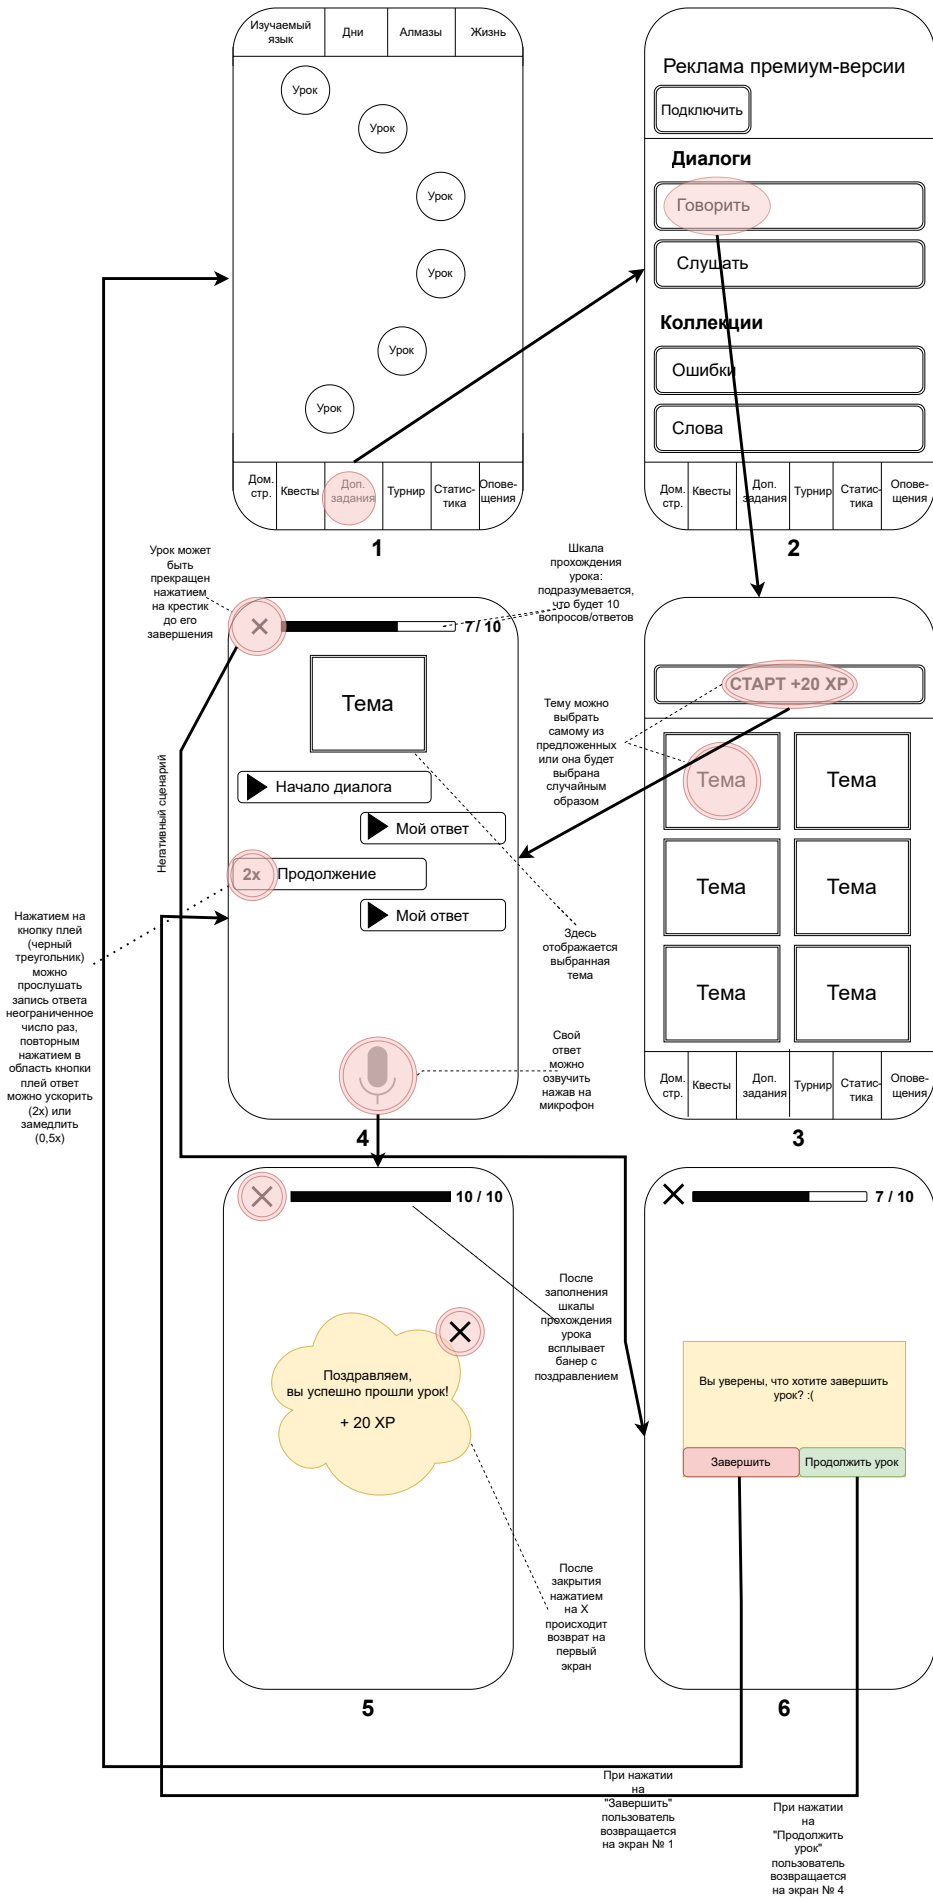 Изучаемый
язык
Дни
Алмазы
Жизнь
Урок
Урок
Урок
Урок
Урок
Урок
Дом.
стр.
Квесты
Доп.
задания
Турнир
Статис-
тика
Опове-
щения
1
Реклама премиум-версии
Подключить
Диалоги
Говорить
Слушать
Коллекции
Ошибки
Слова
Дом.
стр.
Квесты
Доп.
задания
Турнир
Статис-
тика
Опове-
щения
2
Урок может
быть
прекращен
нажатием
на крестик
до его
завершения
Шкала
прохождения
урока:
подразумевается,
что будет 10
вопросов/ответов
7 / 10
Тема
Начало диалога
Мой ответ
2x
Продолжение
Мой ответ
4
Негативный сценарий
Тему можно
выбрать
самому из
предложенных
или она будет
выбрана
случайным
образом
Здесь
отображается
выбранная
тема
Свой
ответ
можно
озвучить
нажав на
микрофон
Нажатием на
кнопку плей
(черный
треугольник)
можно
прослушать
запись ответа
неограниченное
число раз,
повторным
нажатием в
область кнопки
плей ответ
можно ускорить
(2x) или
замедлить
(0,5x)
СТАРТ +20 XP
Тема
Тема
Тема
Тема
Тема
Тема
Дом.
стр.
Квесты
Доп.
задания
Турнир
Статис-
тика
Опове-
щения
3
10 / 10
Поздравляем,
вы успешно прошли урок!
+ 20 XP
5
После
заполнения
шкалы
прохождения
урока
всплывает
банер с
поздравлением
После
закрытия
нажатием
на X
происходит
возврат на
первый
экран
7 / 10
Вы уверены, что хотите завершить
урок? :(
Завершить
Продолжить урок
6
При нажатии
на
"Завершить"
пользователь
возвращается
на экран № 1
При нажатии
на
"Продолжить
урок"
пользователь
возвращается
на экран № 4